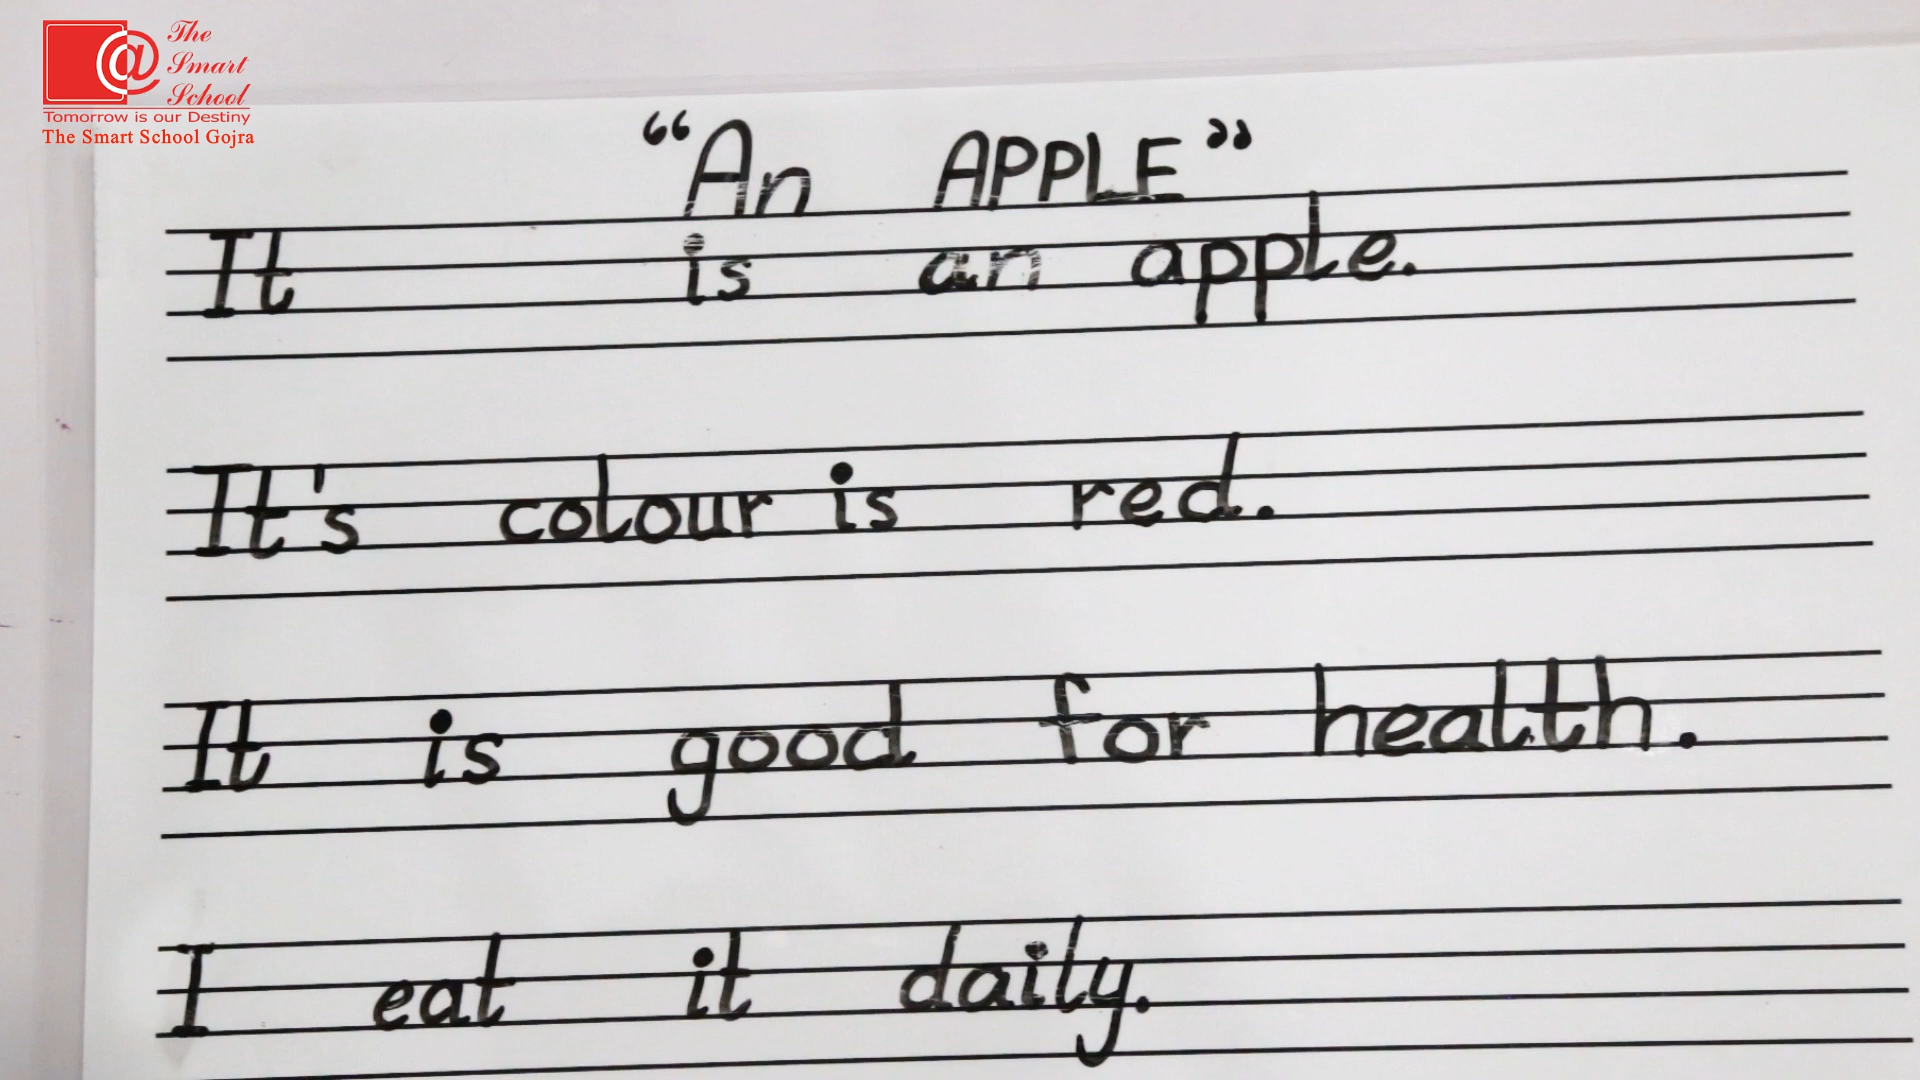 The
Smart
School
Tomorrow is our Destiny
The Smart School Gojra
“An APPLE”
It is an apple.
It's colour is red.
It is good for health.
I eat it daily.